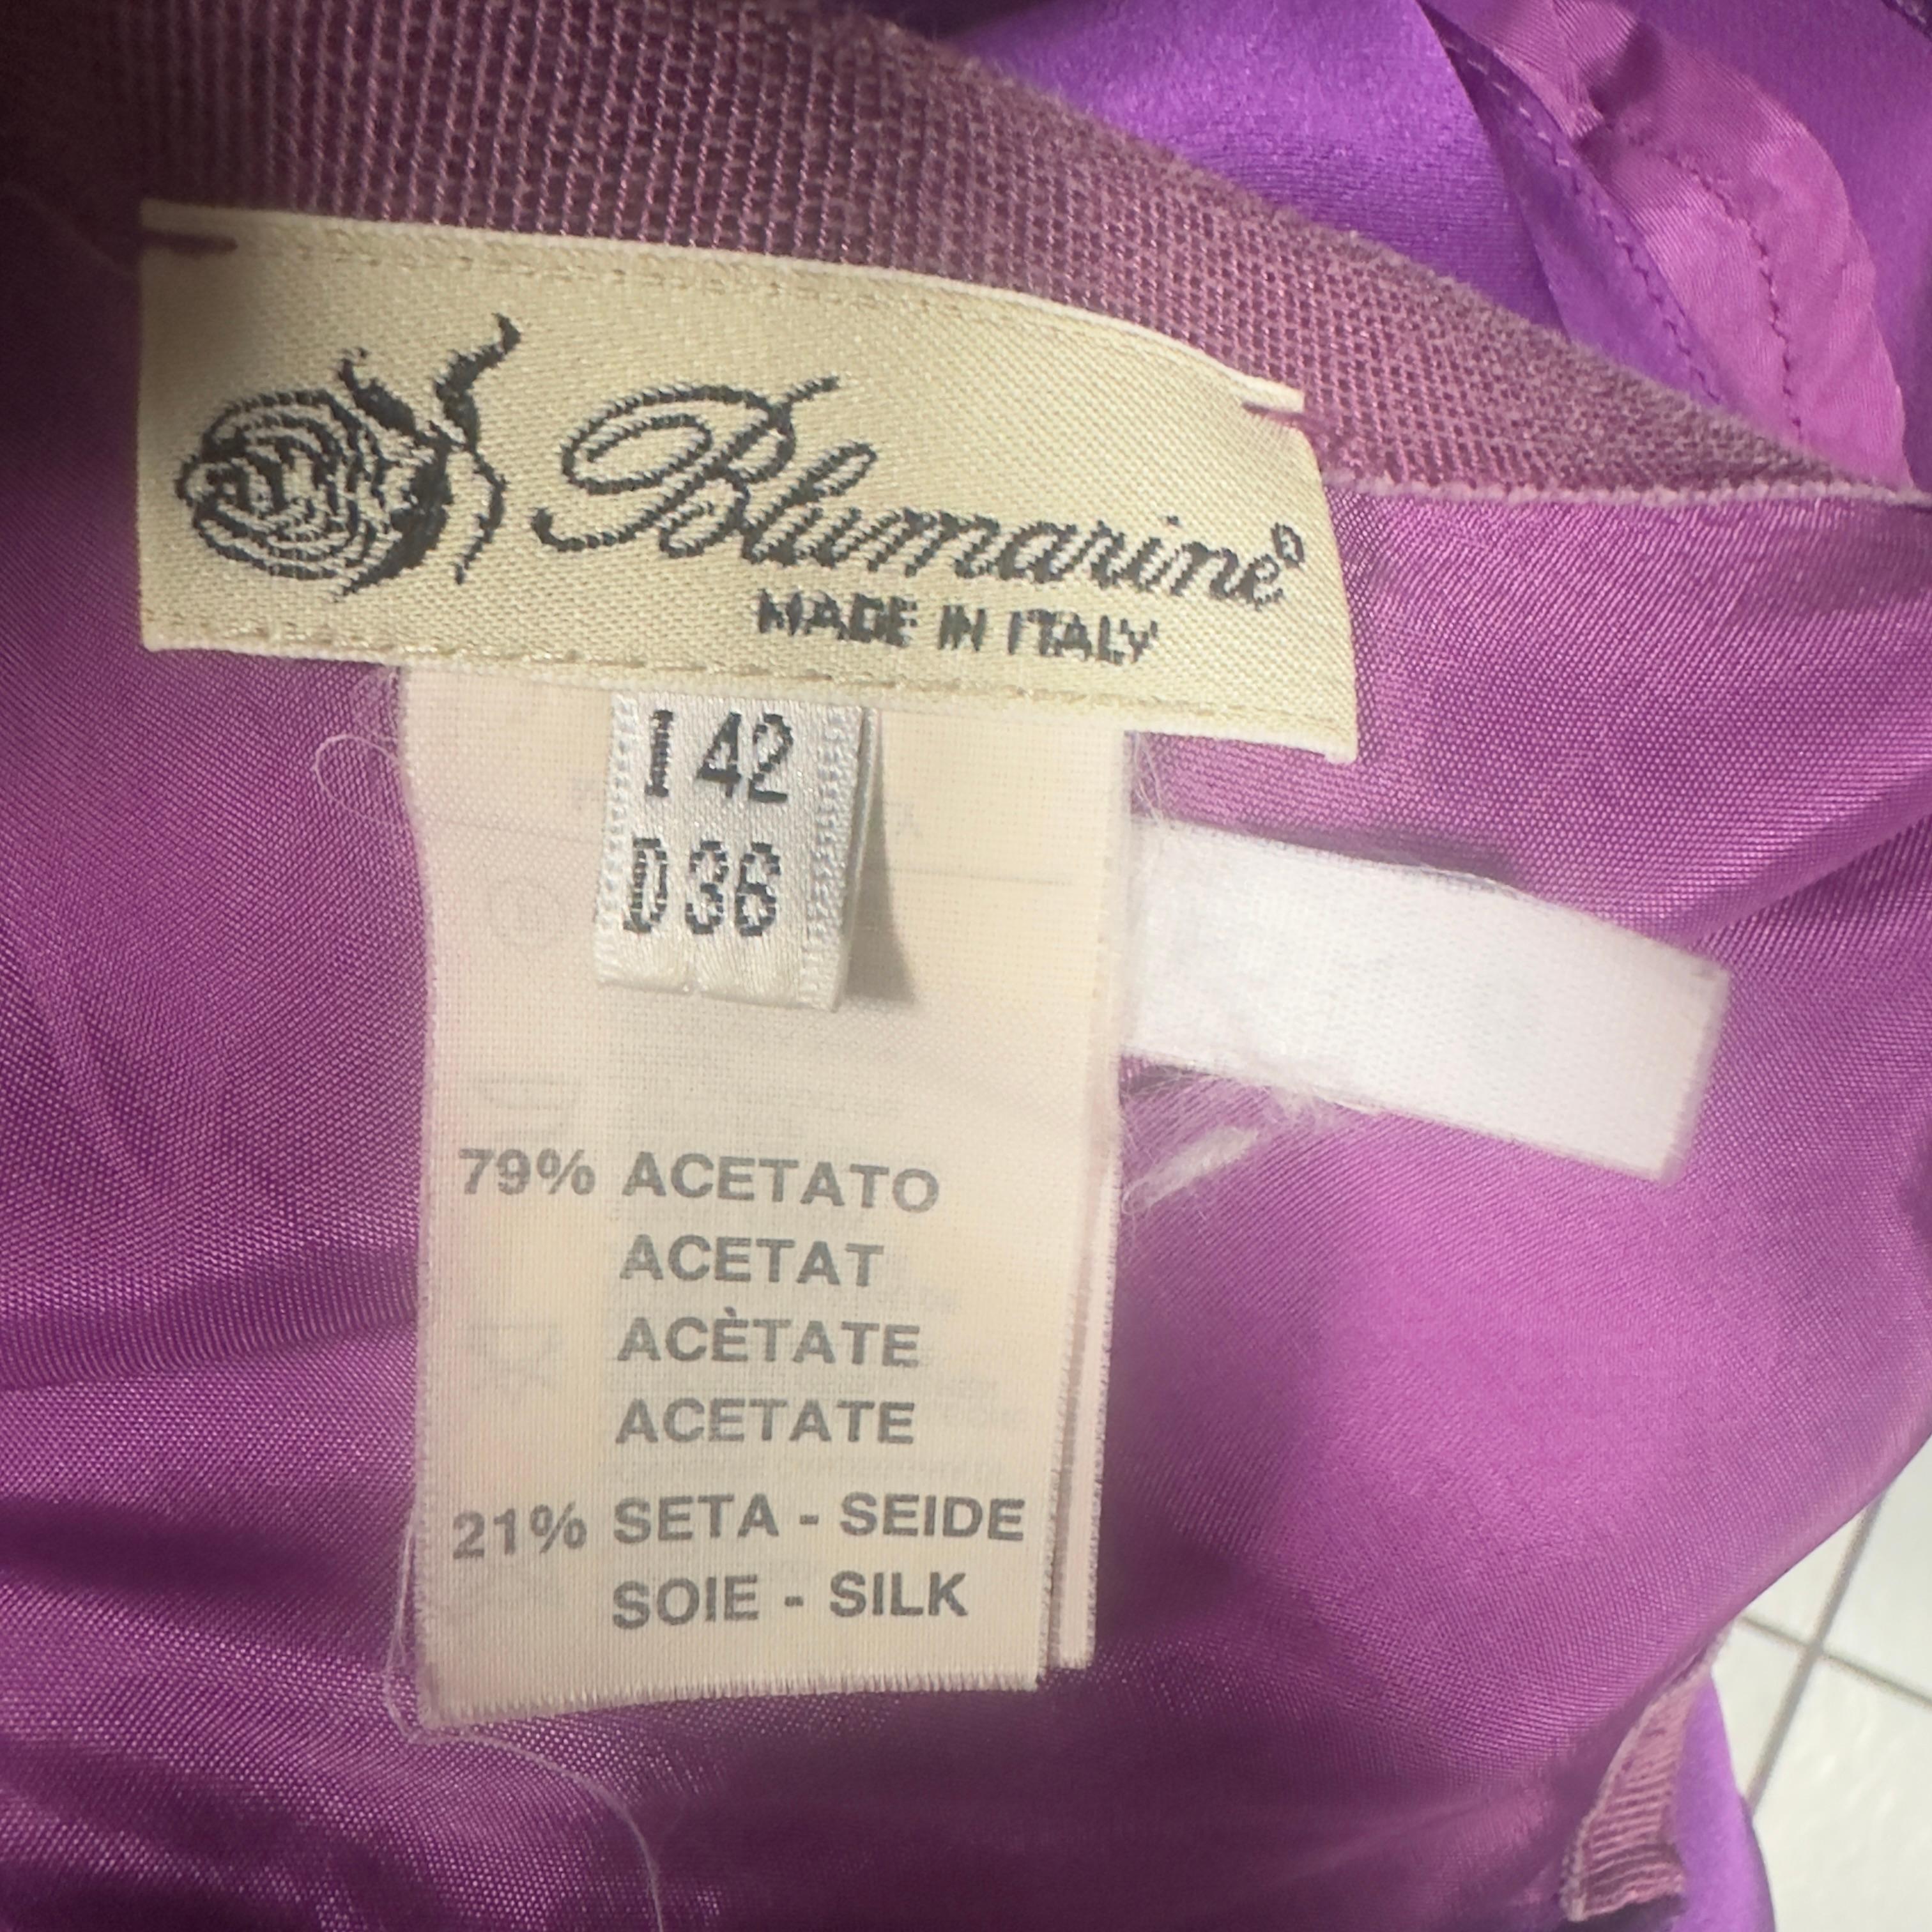 Blumarine®
MADE IN ITALY
I 42
D 36
79% ACETATO
ACETAT
ACÈTATE
ACETATE
21% SETA - SEIDE
SOIE - SILK